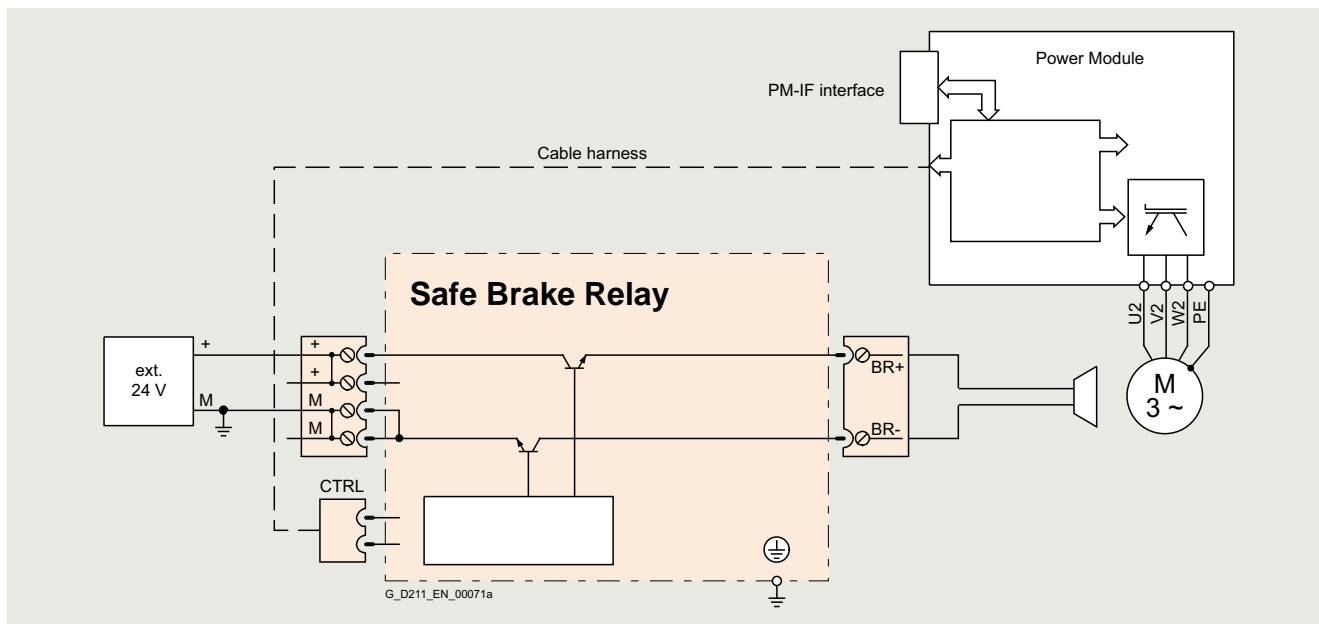 Power Module
PM-IF interface
Cable harness
Safe Brake Relay
ext.
24 V
+
M
+
+
M
M
CTRL
BR+
BR-
U2
V2
W2
PE
M
3 ~
G_D211_EN_00071a